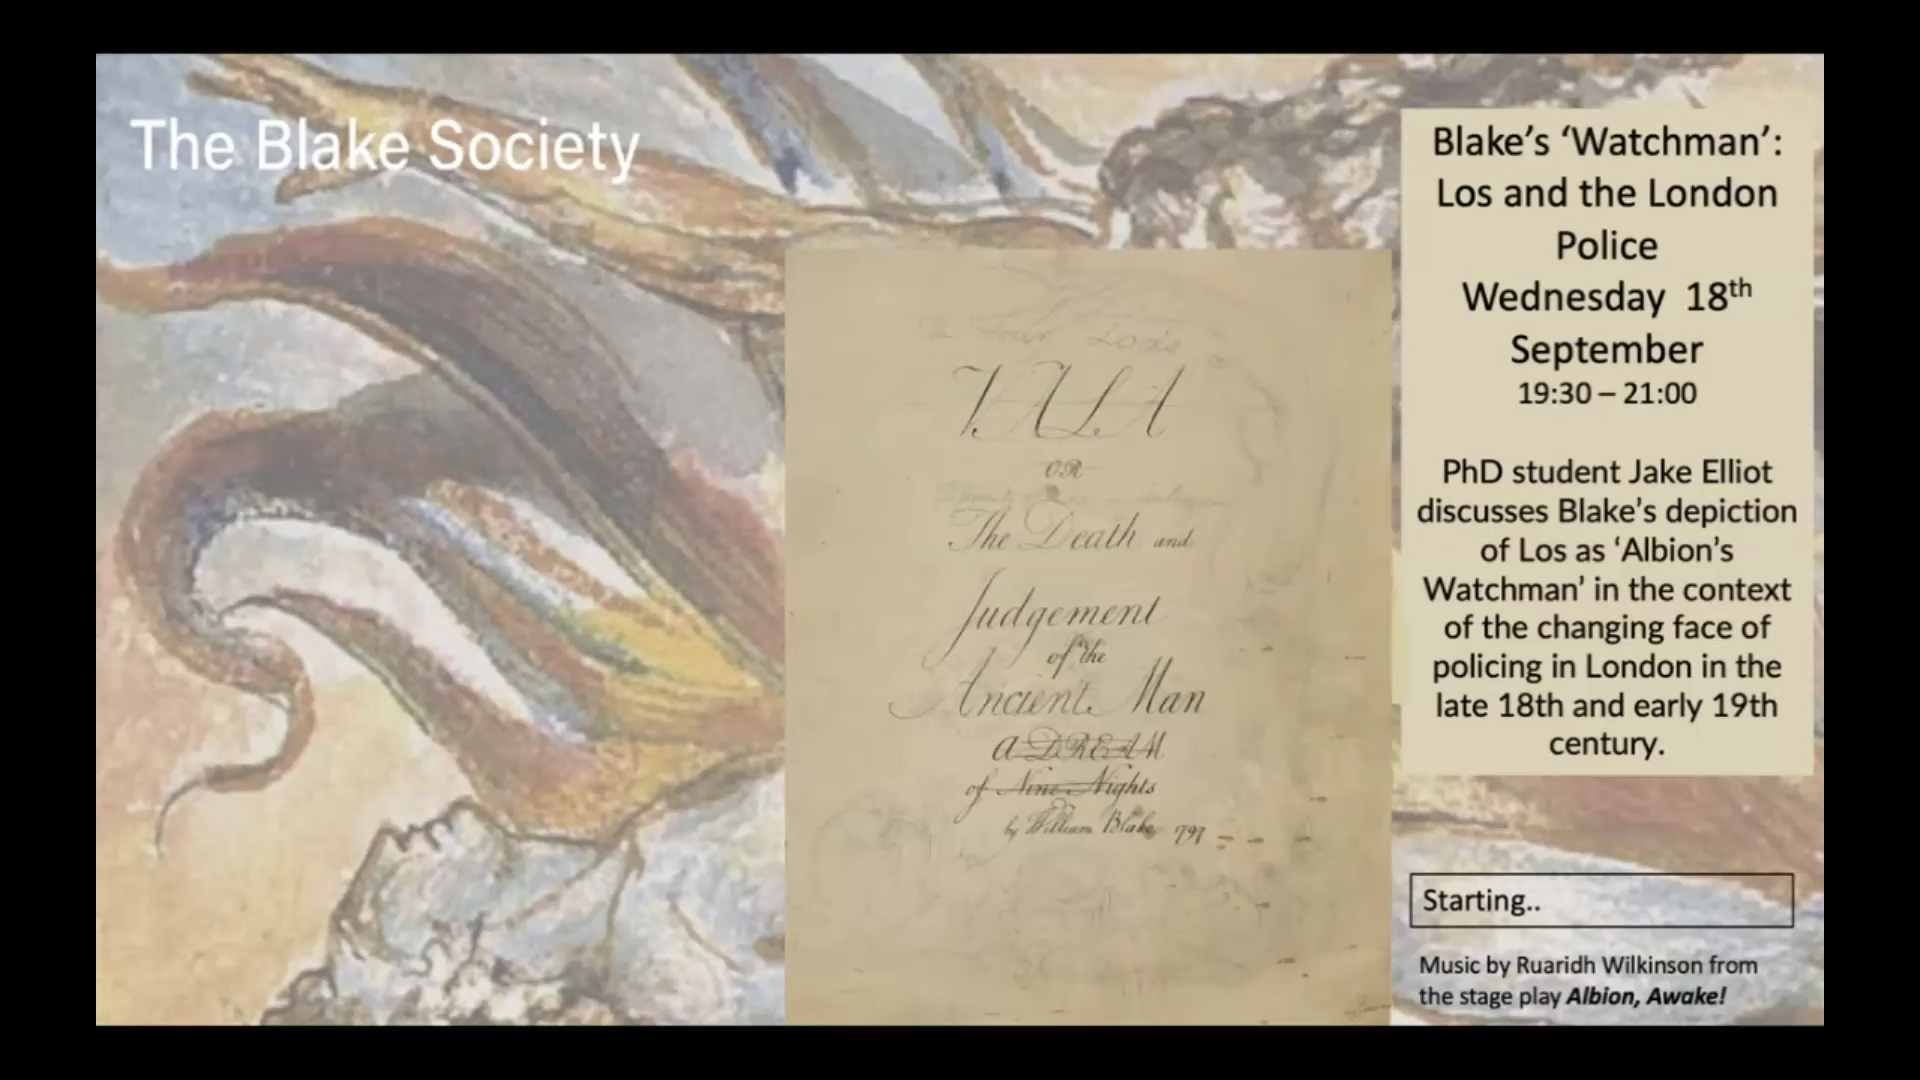 The Blake Society
The Four Zoas
VALA
OR
The Death and
Judgement
of the
Ancient Man
a DREAM
of Nine Nights
by William Blake 1797
Blake’s ‘Watchman’:
Los and the London
Police
Wednesday 18th
September
19:30 – 21:00
PhD student Jake Elliot
discusses Blake’s depiction
of Los as ‘Albion’s
Watchman’ in the context
of the changing face of
policing in London in the
late 18th and early 19th
century.
Starting..
Music by Ruaridh Wilkinson from
the stage play Albion, Awake!